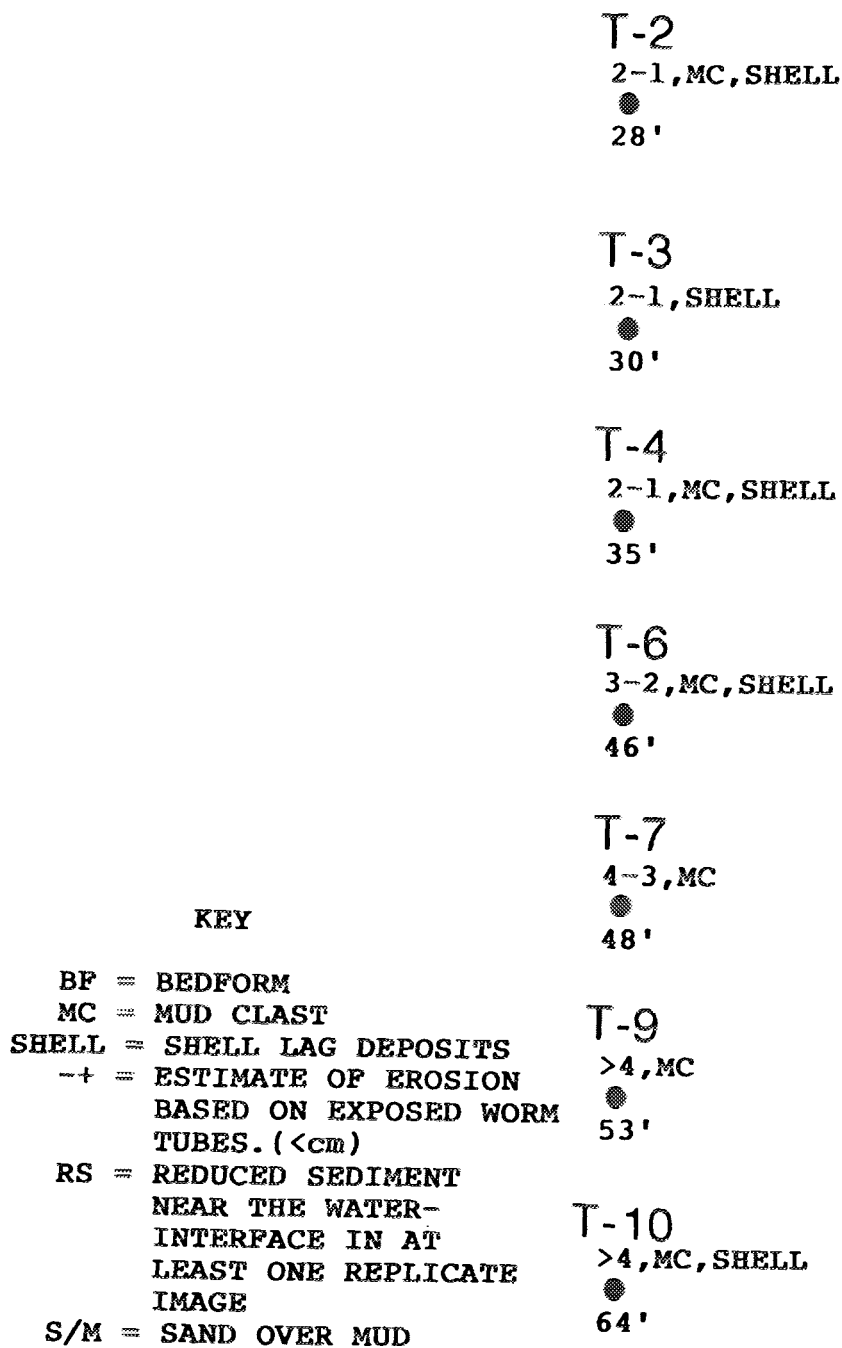 T-2
2-1,MC,SHELL
28'
T-3
2-1,SHELL
30'
T-4
2-1,MC,SHELL
35'
T-6
3-2,MC,SHELL
46'
T-7
4-3,MC
48'
T-9
>4,MC
53'
T-10
>4,MC,SHELL
64'
KEY
BF = BEDFORM
MC = MUD CLAST
SHELL = SHELL LAG DEPOSITS
-+ = ESTIMATE OF EROSION
BASED ON EXPOSED WORM
TUBES.(<cm)
RS = REDUCED SEDIMENT
NEAR THE WATER-
INTERFACE IN AT
LEAST ONE REPLICATE
IMAGE
S/M = SAND OVER MUD